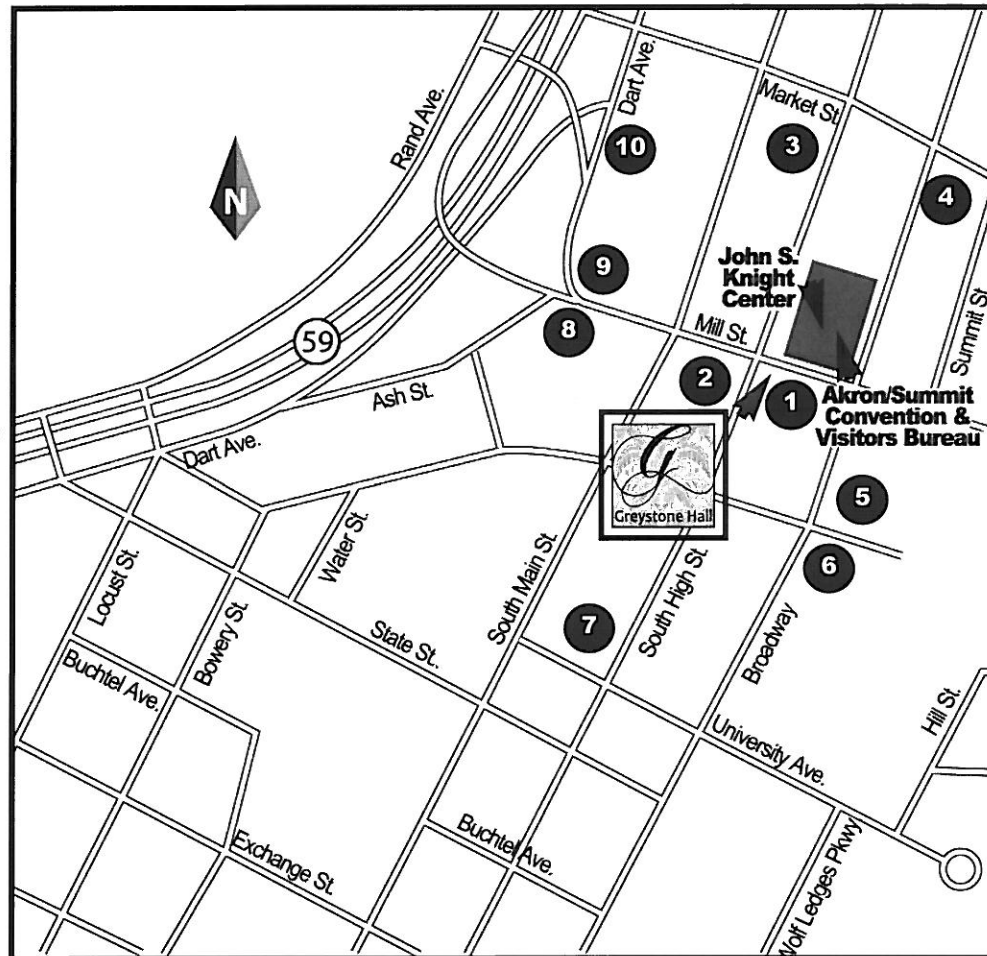 Rand Ave.
Dart Ave.
Market St.
10
3
4
N
9
John S.
Knight
Center
Summit St.
59
8
Mill St.
2
1
Akron/Summit
Convention &
Visitors Bureau
Ash St.
G
Greystone Hall
Dart Ave.
5
Water St.
6
Locust St.
Bowery St.
South Main St.
South High St.
7
State St.
Broadway
Buchtel Ave.
Hill St.
University Ave.
Buchtel Ave.
Exchange St.
Wolf Ledges Pkwy